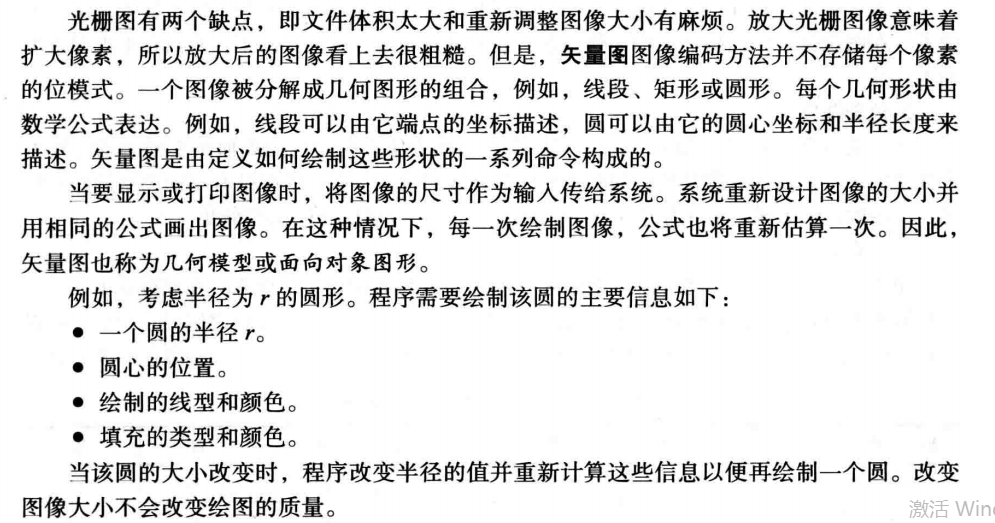 光栅图有两个缺点，即文件体积太大和重新调整图像大小有麻烦。放大光栅图像意味着
扩大像素，所以放大后的图像看上去很粗糙。但是，矢量图图像编码方法并不存储每个像素
的位模式。一个图像被分解成几何图形的组合，例如，线段、矩形或圆形。每个几何形状由
数学公式表达。例如，线段可以由它端点的坐标描述，圆可以由它的圆心坐标和半径长度来
描述。矢量图是由定义如何绘制这些形状的一系列命令构成的。
当要显示或打印图像时，将图像的尺寸作为输入传给系统。系统重新设计图像的大小并
用相同的公式画出图像。在这种情况下，每一次绘制图像，公式也将重新估算一次。因此，
矢量图也称为几何模型或面向对象图形。
例如，考虑半径为 r 的圆形。程序需要绘制该圆的主要信息如下：
● 一个圆的半径 r。
● 圆心的位置。
● 绘制的线型和颜色。
● 填充的类型和颜色。
当该圆的大小改变时，程序改变半径的值并重新计算这些信息以便再绘制一个圆。改变
图像大小不会改变绘图的质量。
激活 Win